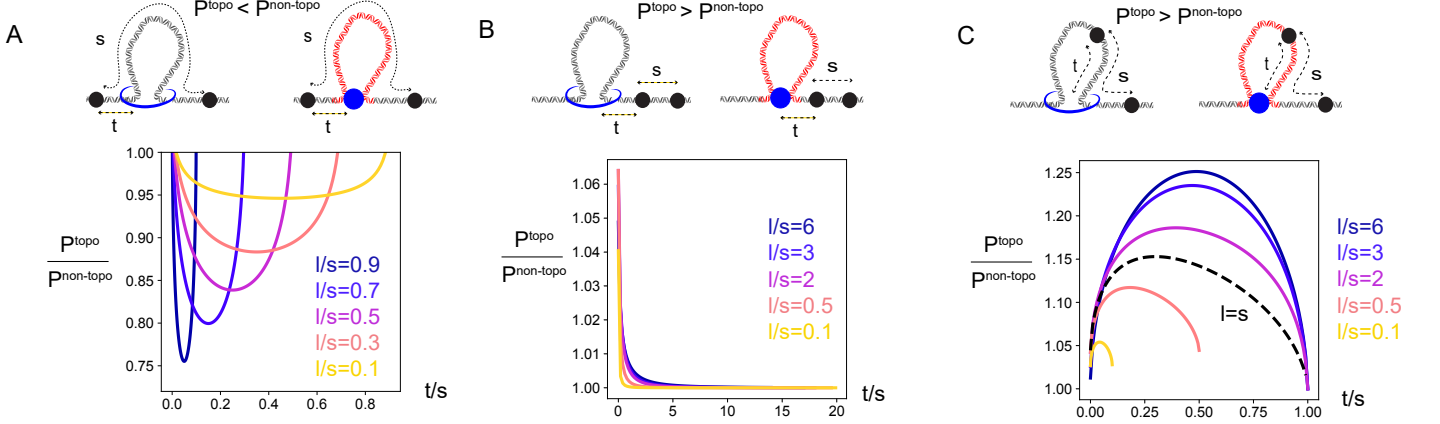 A
P^topo < P^non-topo
s
s
t
t
P^topo
P^non-topo
1.00
0.95
0.90
0.85
0.80
0.75
l/s=0.9
l/s=0.7
l/s=0.5
l/s=0.3
l/s=0.1
0.0 0.2 0.4 0.6 0.8
t/s
B
P^topo > P^non-topo
s
s
t
t
P^topo
P^non-topo
1.06
1.05
1.04
1.03
1.02
1.01
1.00
l/s=6
l/s=3
l/s=2
l/s=0.5
l/s=0.1
0 5 10 15 20
t/s
C
P^topo > P^non-topo
t
s
t
s
P^topo
P^non-topo
1.25
1.20
1.15
1.10
1.05
1.00
l=s
l/s=6
l/s=3
l/s=2
l/s=0.5
l/s=0.1
0.00 0.25 0.50 0.75 1.00
t/s